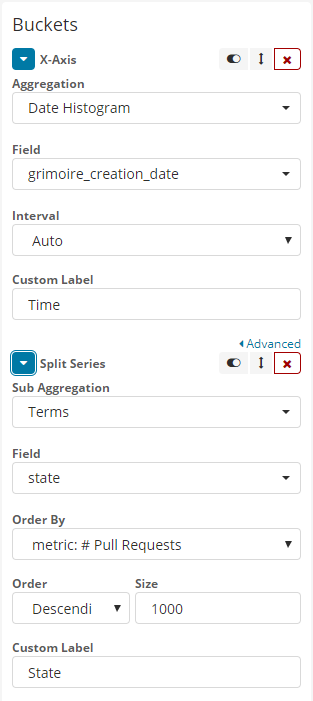 Buckets
X-Axis
Aggregation
Date Histogram
Field
grimoire_creation_date
Interval
Auto
Custom Label
Time
Advanced
Split Series
Sub Aggregation
Terms
Field
state
Order By
metric: # Pull Requests
Order Size
Descendi 1000
Custom Label
State